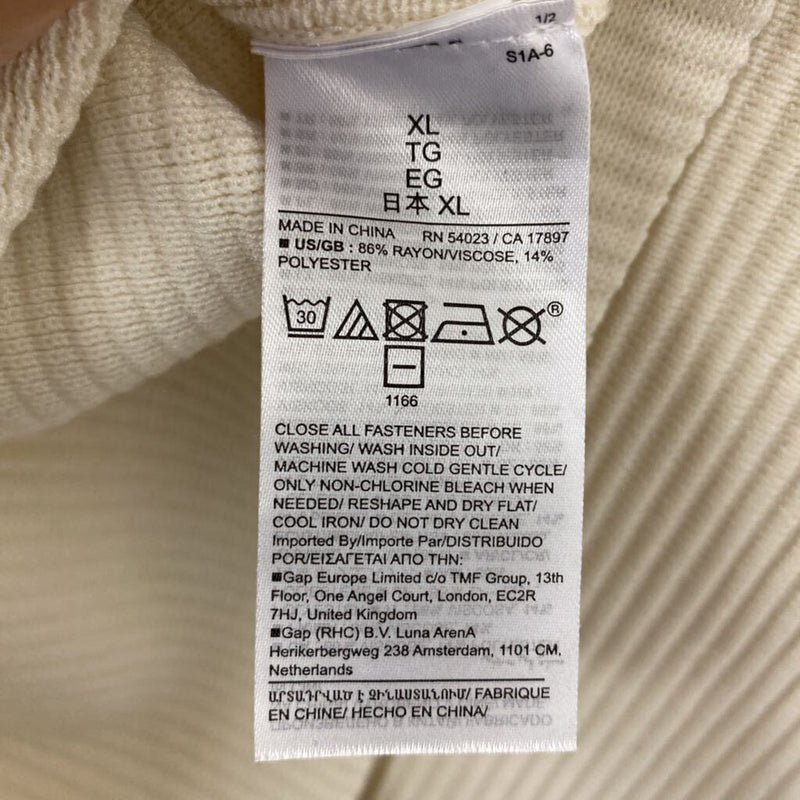 1/2
S1A-6
XL
TG
EG
日本 XL
MADE IN CHINA RN 54023 / CA 17897
■ US/GB : 86% RAYON/VISCOSE, 14%
POLYESTER
30
®
1166
CLOSE ALL FASTENERS BEFORE
WASHING/ WASH INSIDE OUT/
MACHINE WASH COLD GENTLE CYCLE/
ONLY NON-CHLORINE BLEACH WHEN
NEEDED/ RESHAPE AND DRY FLAT/
COOL IRON/ DO NOT DRY CLEAN
Imported By/Importe Par/DISTRIBUIDO
POR/ΕΙΣΑΓΕΤΑΙ ΑΠΟ ΤΗΝ:
■Gap Europe Limited c/o TMF Group, 13th
Floor, One Angel Court, London, EC2R
7HJ, United Kingdom
■Gap (RHC) B.V. Luna ArenA
Herikerbergweg 238 Amsterdam, 1101 CM,
Netherlands
ԱՐՏԱԴՐՎԱԾ Է ՉԻՆԱՍՏԱՆՈՒՄ/ FABRIQUE
EN CHINE/ HECHO EN CHINA/